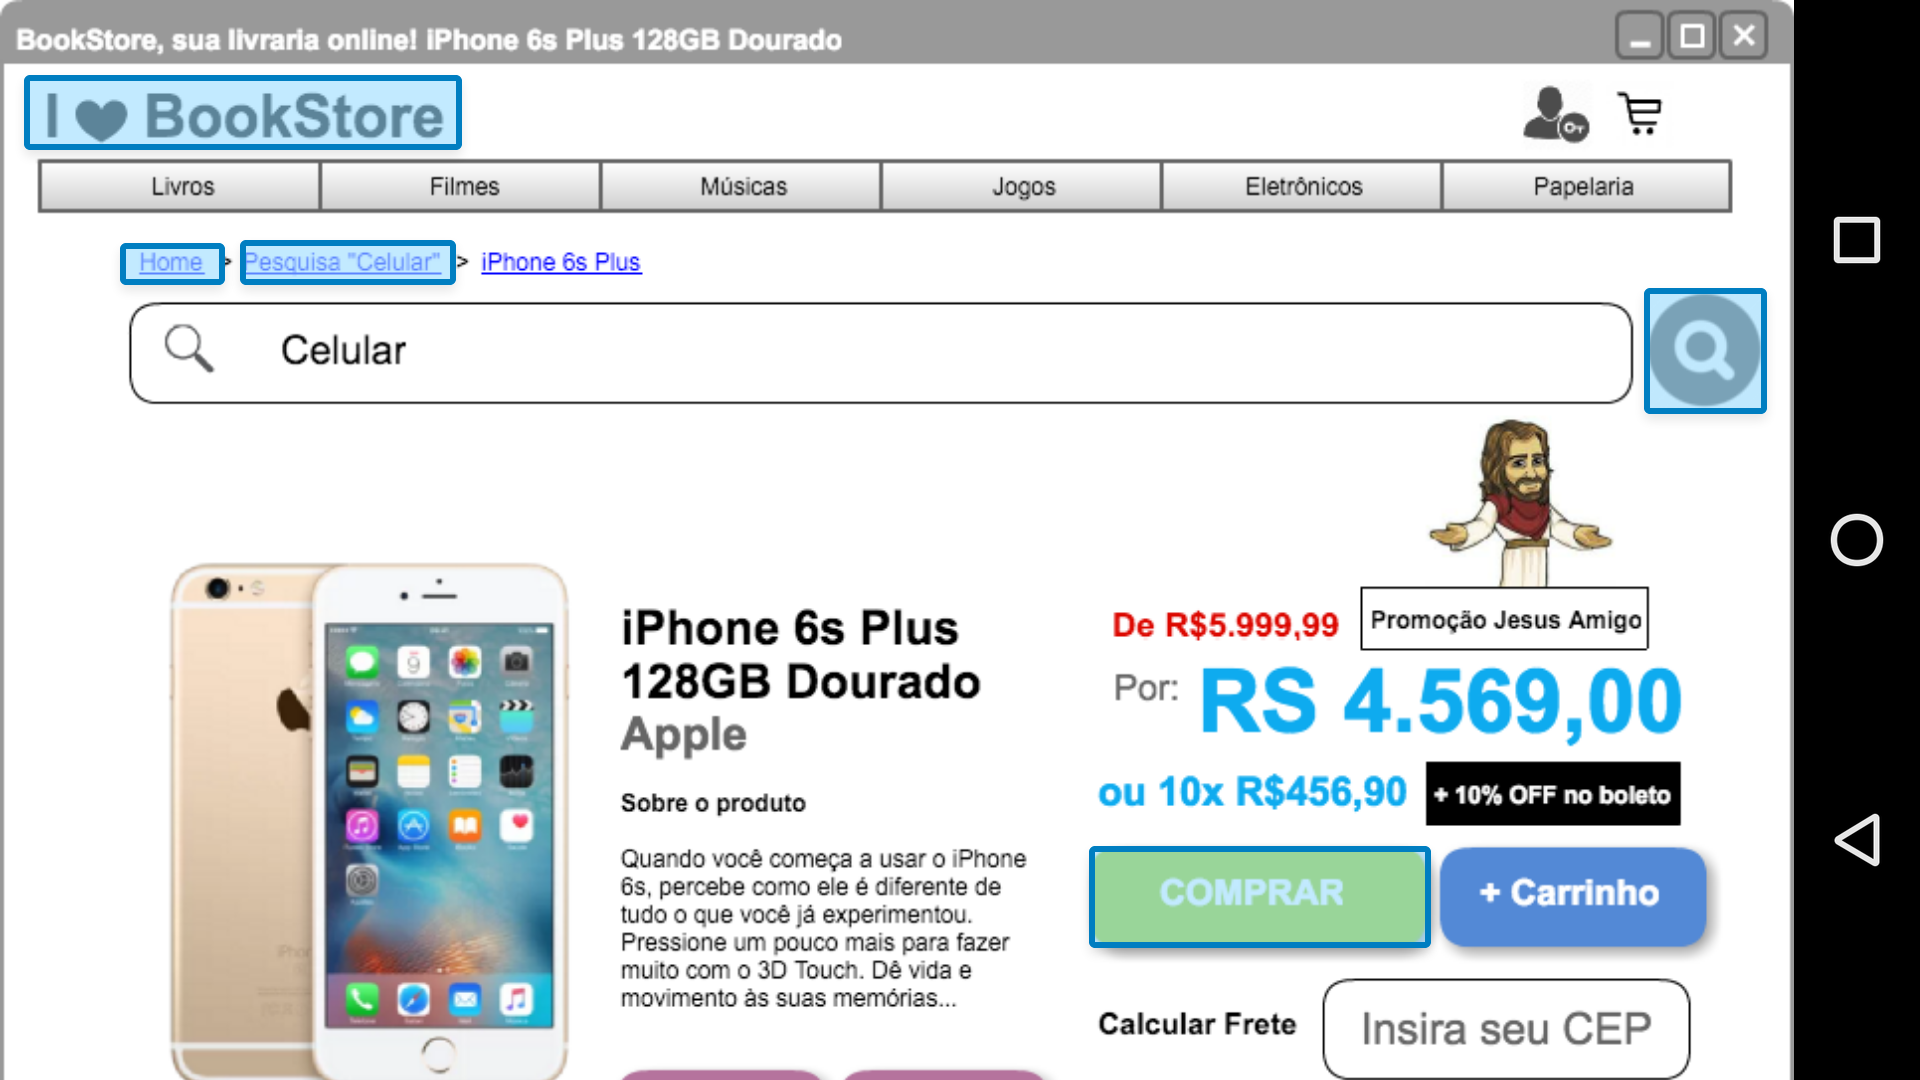 BookStore, sua livraria online! iPhone 6s Plus 128GB Dourado
I ❤ BookStore
Livros
Filmes
Músicas
Jogos
Eletrônicos
Papelaria
Home > Pesquisa "Celular" > iPhone 6s Plus
Celular
iPhone 6s Plus
128GB Dourado
Apple
Sobre o produto
Quando você começa a usar o iPhone
6s, percebe como ele é diferente de
tudo o que você já experimentou.
Pressione um pouco mais para fazer
muito com o 3D Touch. Dê vida e
movimento às suas memórias...
De R$5.999,99
Promoção Jesus Amigo
Por: RS 4.569,00
ou 10x R$456,90
+ 10% OFF no boleto
COMPRAR
+ Carrinho
Calcular Frete
Insira seu CEP